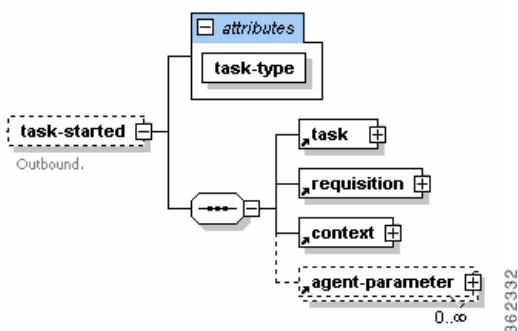 attributes
task-type
task-started
Outbound.
task
requisition
context
agent-parameter
0..∞
362332